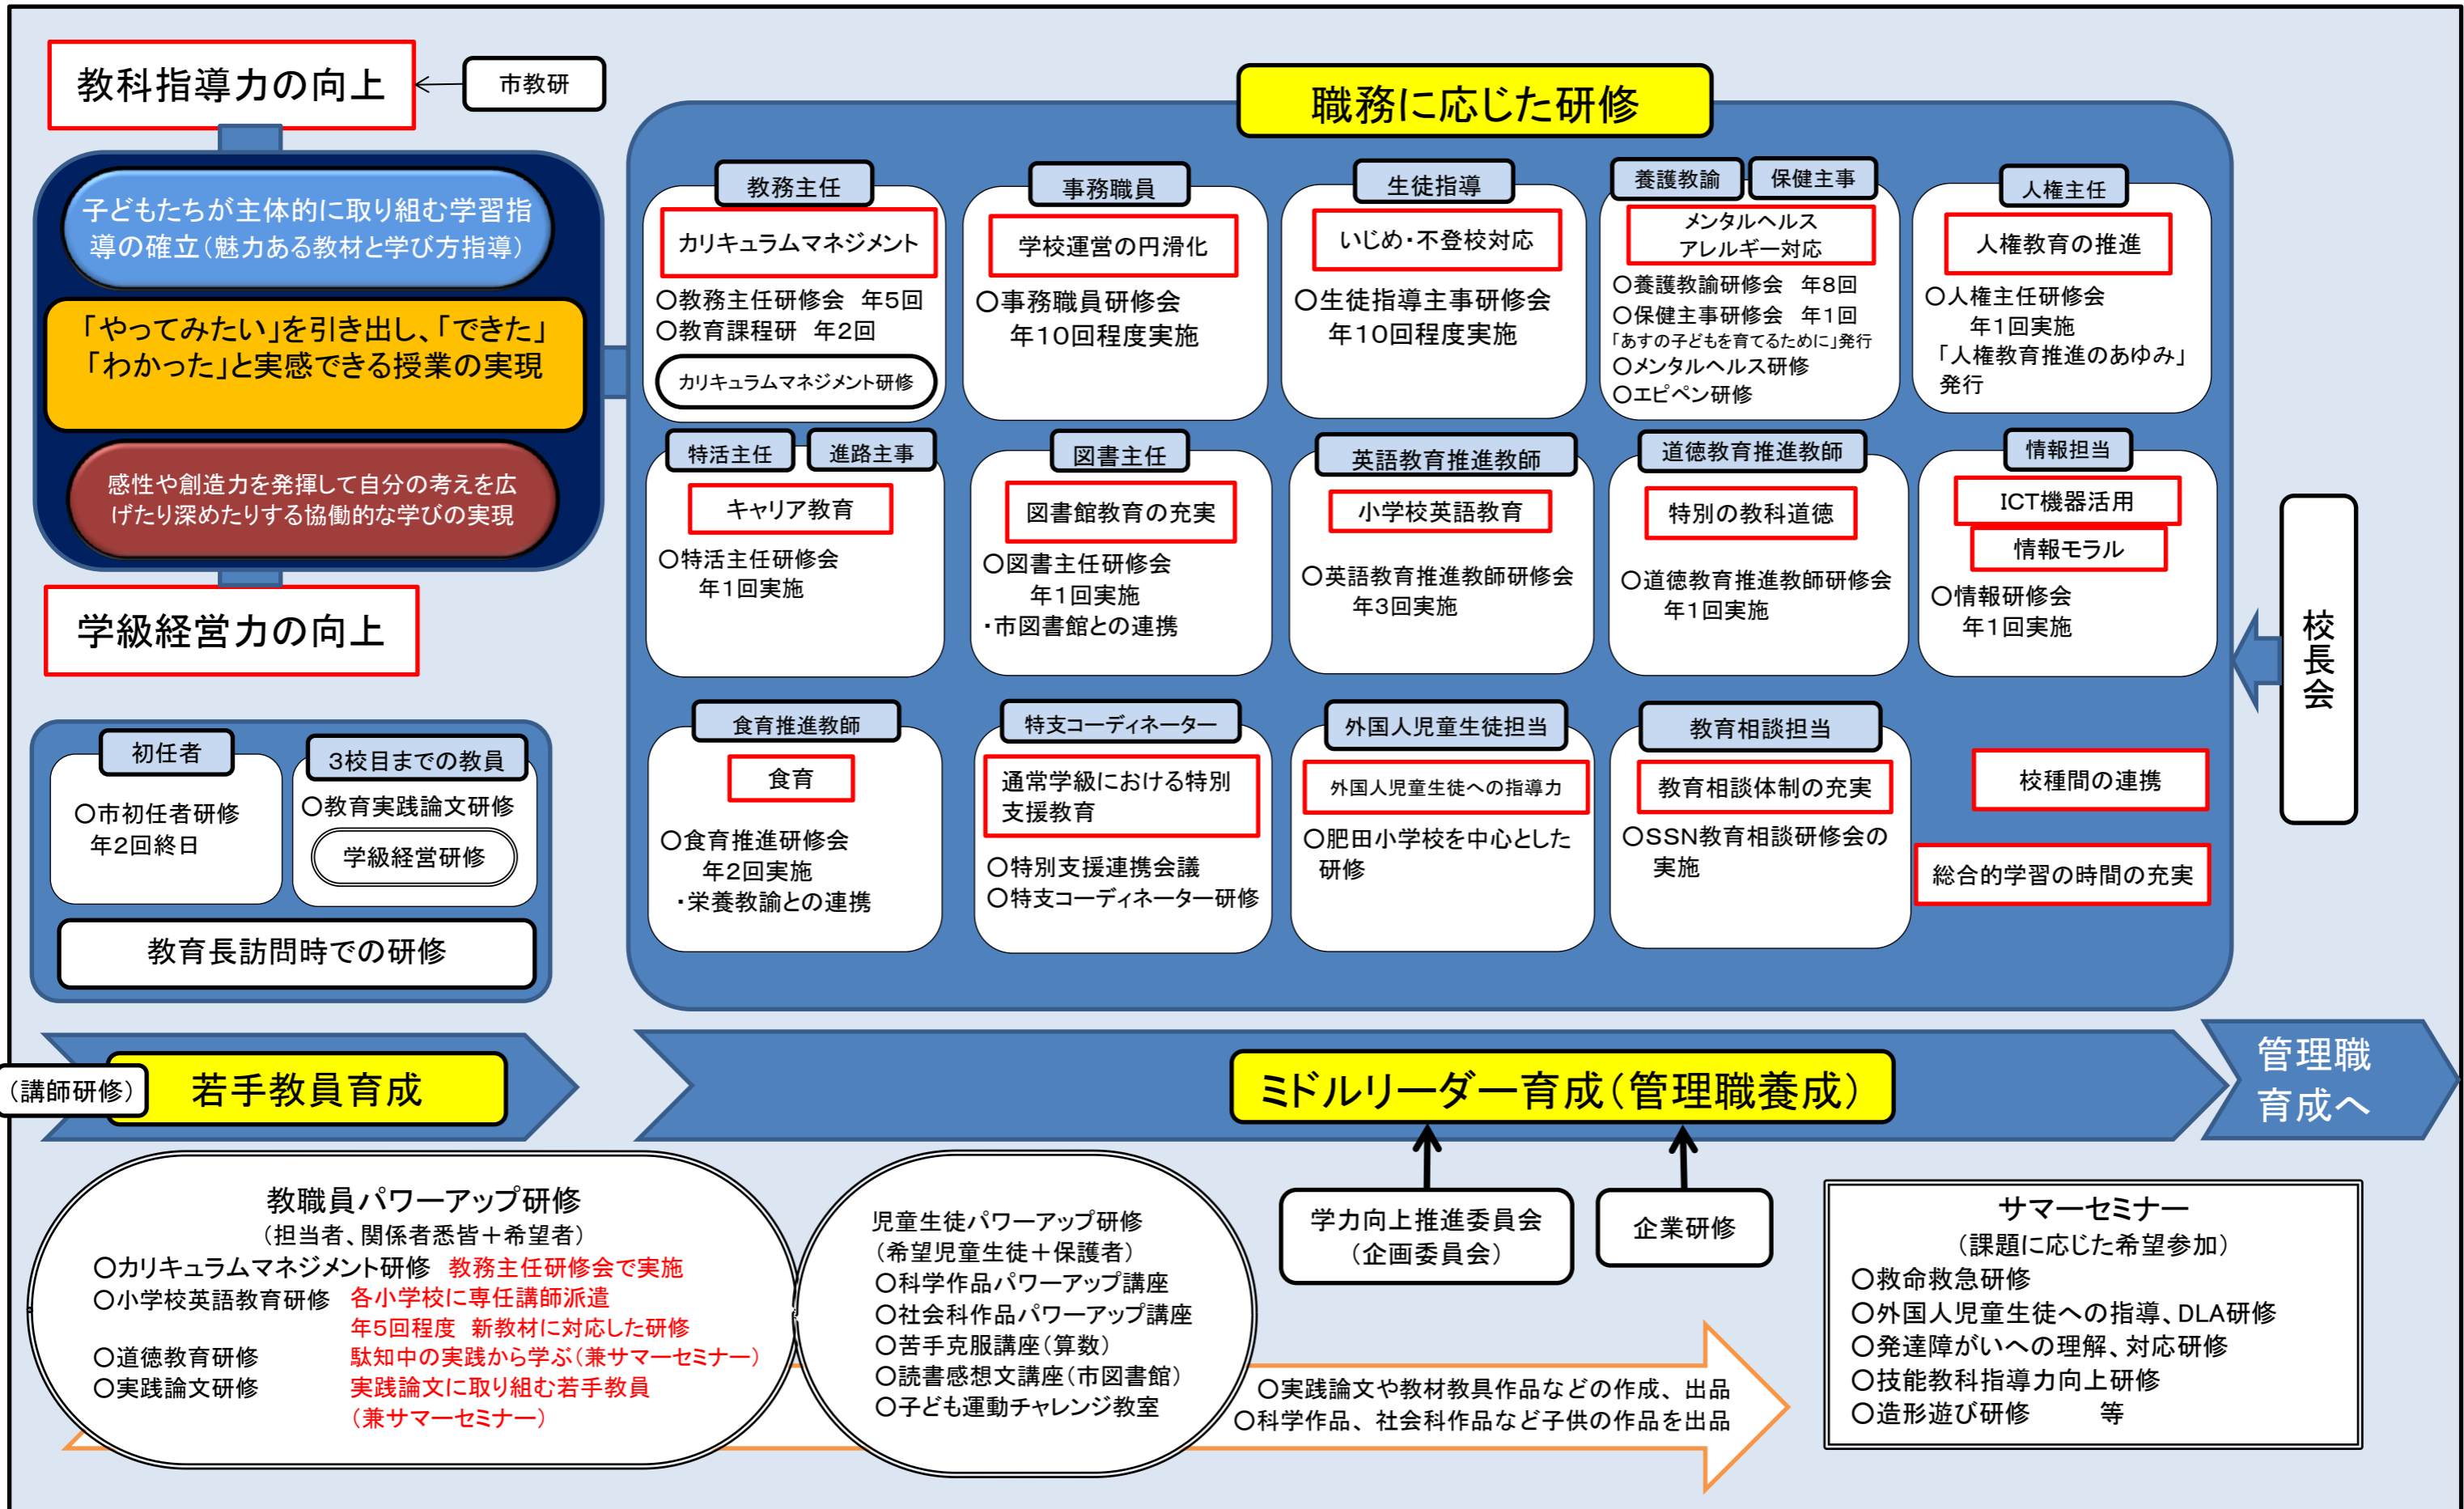 教科指導力の向上
市教研
子どもたちが主体的に取り組む学習指
導の確立(魅力ある教材と学び方指導)
「やってみたい」を引き出し、「できた」
「わかった」と実感できる授業の実現
感性や創造力を発揮して自分の考えを広
げたり深めたりする協働的な学びの実現
学級経営力の向上
職務に応じた研修
教務主任
カリキュラムマネジメント
○教務主任研修会 年5回
○教育課程研 年2回
カリキュラムマネジメント研修
事務職員
学校運営の円滑化
○事務職員研修会
年10回程度実施
生徒指導
いじめ・不登校対応
○生徒指導主事研修会
年10回程度実施
養護教諭
保健主事
メンタルヘルス
アレルギー対応
○養護教諭研修会 年8回
○保健主事研修会 年1回
「あすの子どもを育てるために」発行
○メンタルヘルス研修
○エピペン研修
人権主任
人権教育の推進
○人権主任研修会
年1回実施
「人権教育推進のあゆみ」
発行
特活主任
進路主事
キャリア教育
○特活主任研修会
年1回実施
図書主任
図書館教育の充実
○図書主任研修会
年1回実施
・市図書館との連携
英語教育推進教師
小学校英語教育
○英語教育推進教師研修会
年3回実施
道徳教育推進教師
特別の教科道徳
○道徳教育推進教師研修会
年1回実施
情報担当
ICT機器活用
情報モラル
○情報研修会
年1回実施
食育推進教師
食育
○食育推進研修会
年2回実施
・栄養教諭との連携
特支コーディネーター
通常学級における特別
支援教育
○特別支援連携会議
○特支コーディネーター研修
外国人児童生徒担当
外国人児童生徒への指導力
○肥田小学校を中心とした
研修
教育相談担当
教育相談体制の充実
○SSN教育相談研修会の
実施
校種間の連携
総合的学習の時間の充実
校長会
初任者
○市初任者研修
年2回終日
3校目までの教員
○教育実践論文研修
学級経営研修
教育長訪問時での研修
(講師研修)
若手教員育成
ミドルリーダー育成(管理職養成)
管理職
育成へ
教職員パワーアップ研修
(担当者、関係者悉皆+希望者)
○カリキュラムマネジメント研修 教務主任研修会で実施
○小学校英語教育研修 各小学校に専任講師派遣
年5回程度 新教材に対応した研修
○道徳教育研修 駄知中の実践から学ぶ(兼サマーセミナー)
○実践論文研修 実践論文に取り組む若手教員
(兼サマーセミナー)
児童生徒パワーアップ研修
(希望児童生徒+保護者)
○科学作品パワーアップ講座
○社会科作品パワーアップ講座
○苦手克服講座(算数)
○読書感想文講座(市図書館)
○子ども運動チャレンジ教室
学力向上推進委員会
(企画委員会)
企業研修
○実践論文や教材教具作品などの作成、出品
○科学作品、社会科作品など子供の作品を出品
サマーセミナー
(課題に応じた希望参加)
○救命救急研修
○外国人児童生徒への指導、DLA研修
○発達障がいへの理解、対応研修
○技能教科指導力向上研修
○造形遊び研修 等